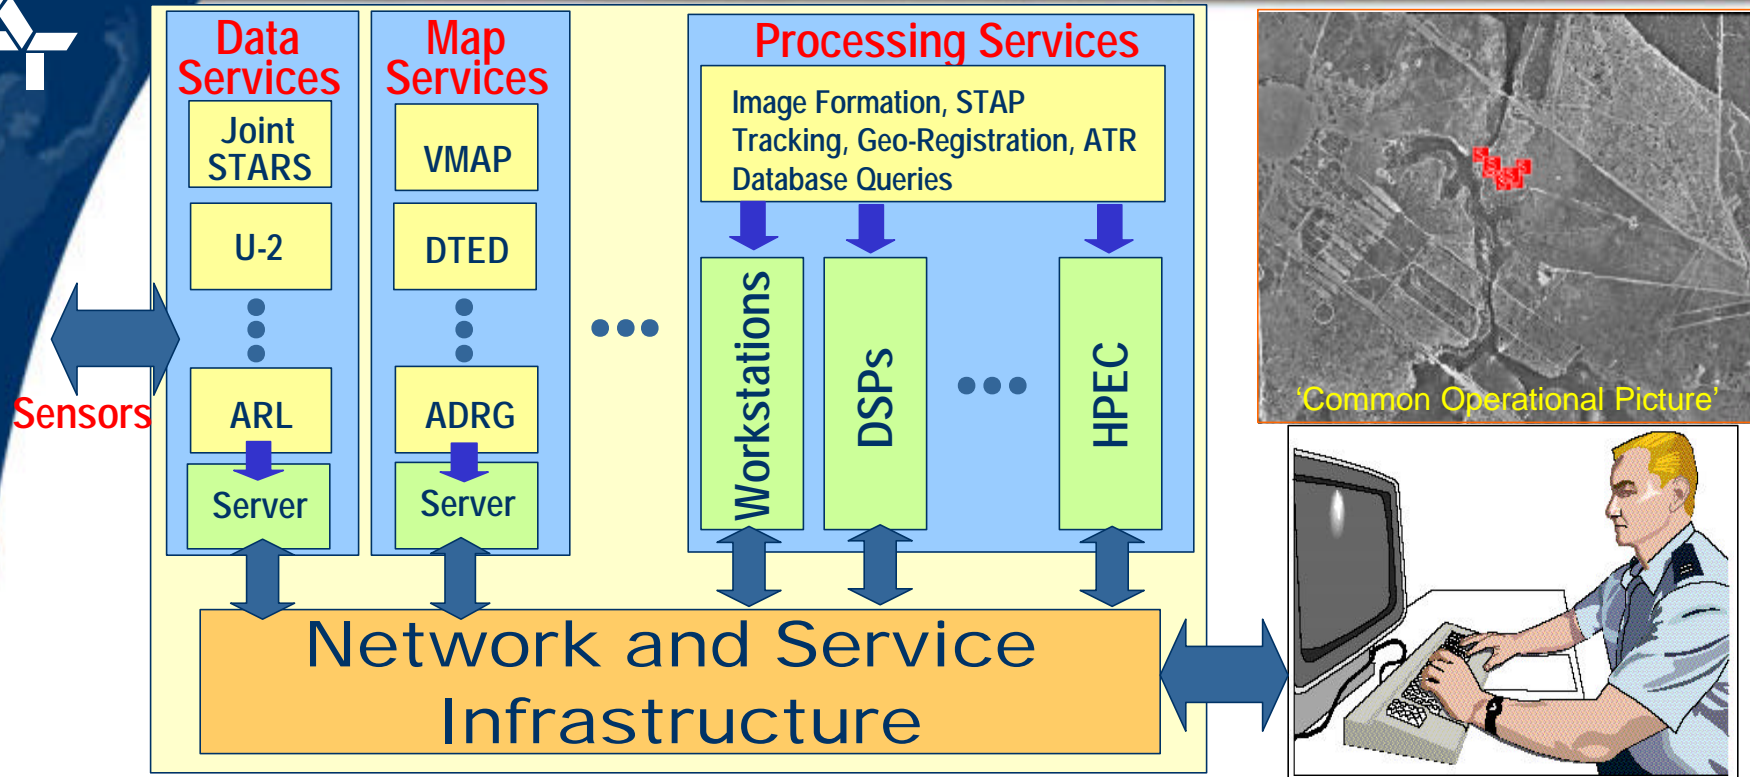 Data
Services
Joint
STARS
U-2
ARL
Server
Sensors
Map
Services
VMAP
DTED
ADRG
Server
Processing Services
Image Formation, STAP
Tracking, Geo-Registration, ATR
Database Queries
Workstations
DSPs
HPEC
Network and Service
Infrastructure
‘Common Operational Picture’